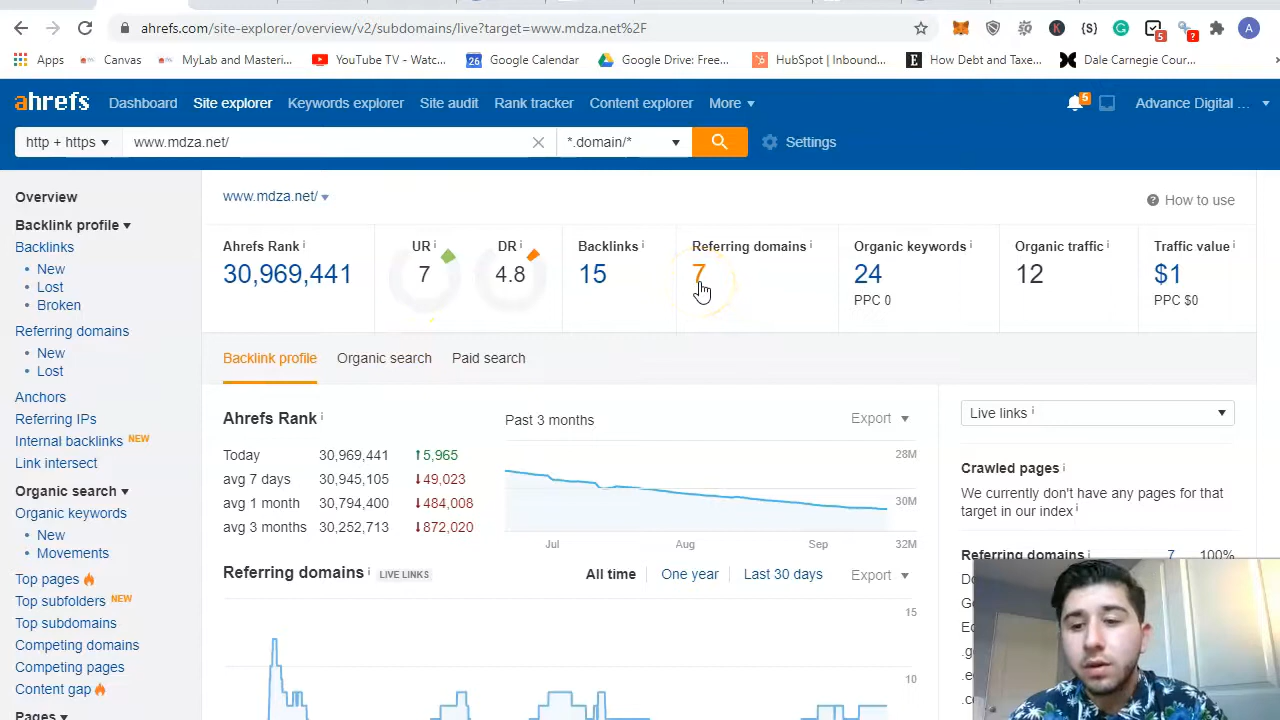 ahrefs.com/site-explorer/overview/v2/subdomains/live?target=www.mdza.net%2F
5
?
A
Apps
Canvas
MyLaland Masteri...
YouTube TV - Watc...
26
Google Calendar
Google Drive: Free...
HubSpot | Inbound...
How Debt and Taxe...
Dale Carnegie Cour...
ahrefs
Dashboard
Site explorer
Keywords explorer
Site audit
Rank tracker
Content explorer
More
5
Advance Digital ...
http + https
www.mdza.net/
*.domain/*
Settings
Overview
Backlink profile
Backlinks
New
Lost
Broken
Referring domains
New
Lost
Anchors
Referring IPs
Internal backlinks NEW
Link intersect
Organic search
Organic keywords
New
Movements
Top pages
Top subfolders NEW
Top subdomains
Competing domains
Competing pages
Content gap
Pages
www.mdza.net/
How to use
Ahrefs Rank
30,969,441
UR
7
DR
4.8
Backlinks
15
Referring domains
7
Organic keywords
24
PPC 0
Organic traffic
12
Traffic value
$1
PPC $0
Backlink profile
Organic search
Paid search
Ahrefs Rank
Today 30,969,441 ↑5,965
avg 7 days 30,945,105 ↓49,023
avg 1 month 30,794,400 ↓484,008
avg 3 months 30,252,713 ↓872,020
Past 3 months
Export
28M
30M
32M
Jul
Aug
Sep
Referring domains LIVE LINKS
All time
One year
Last 30 days
Export
15
10
Live links
Crawled pages
We currently don't have any pages for that
target in our index
Referring domains 7 100%